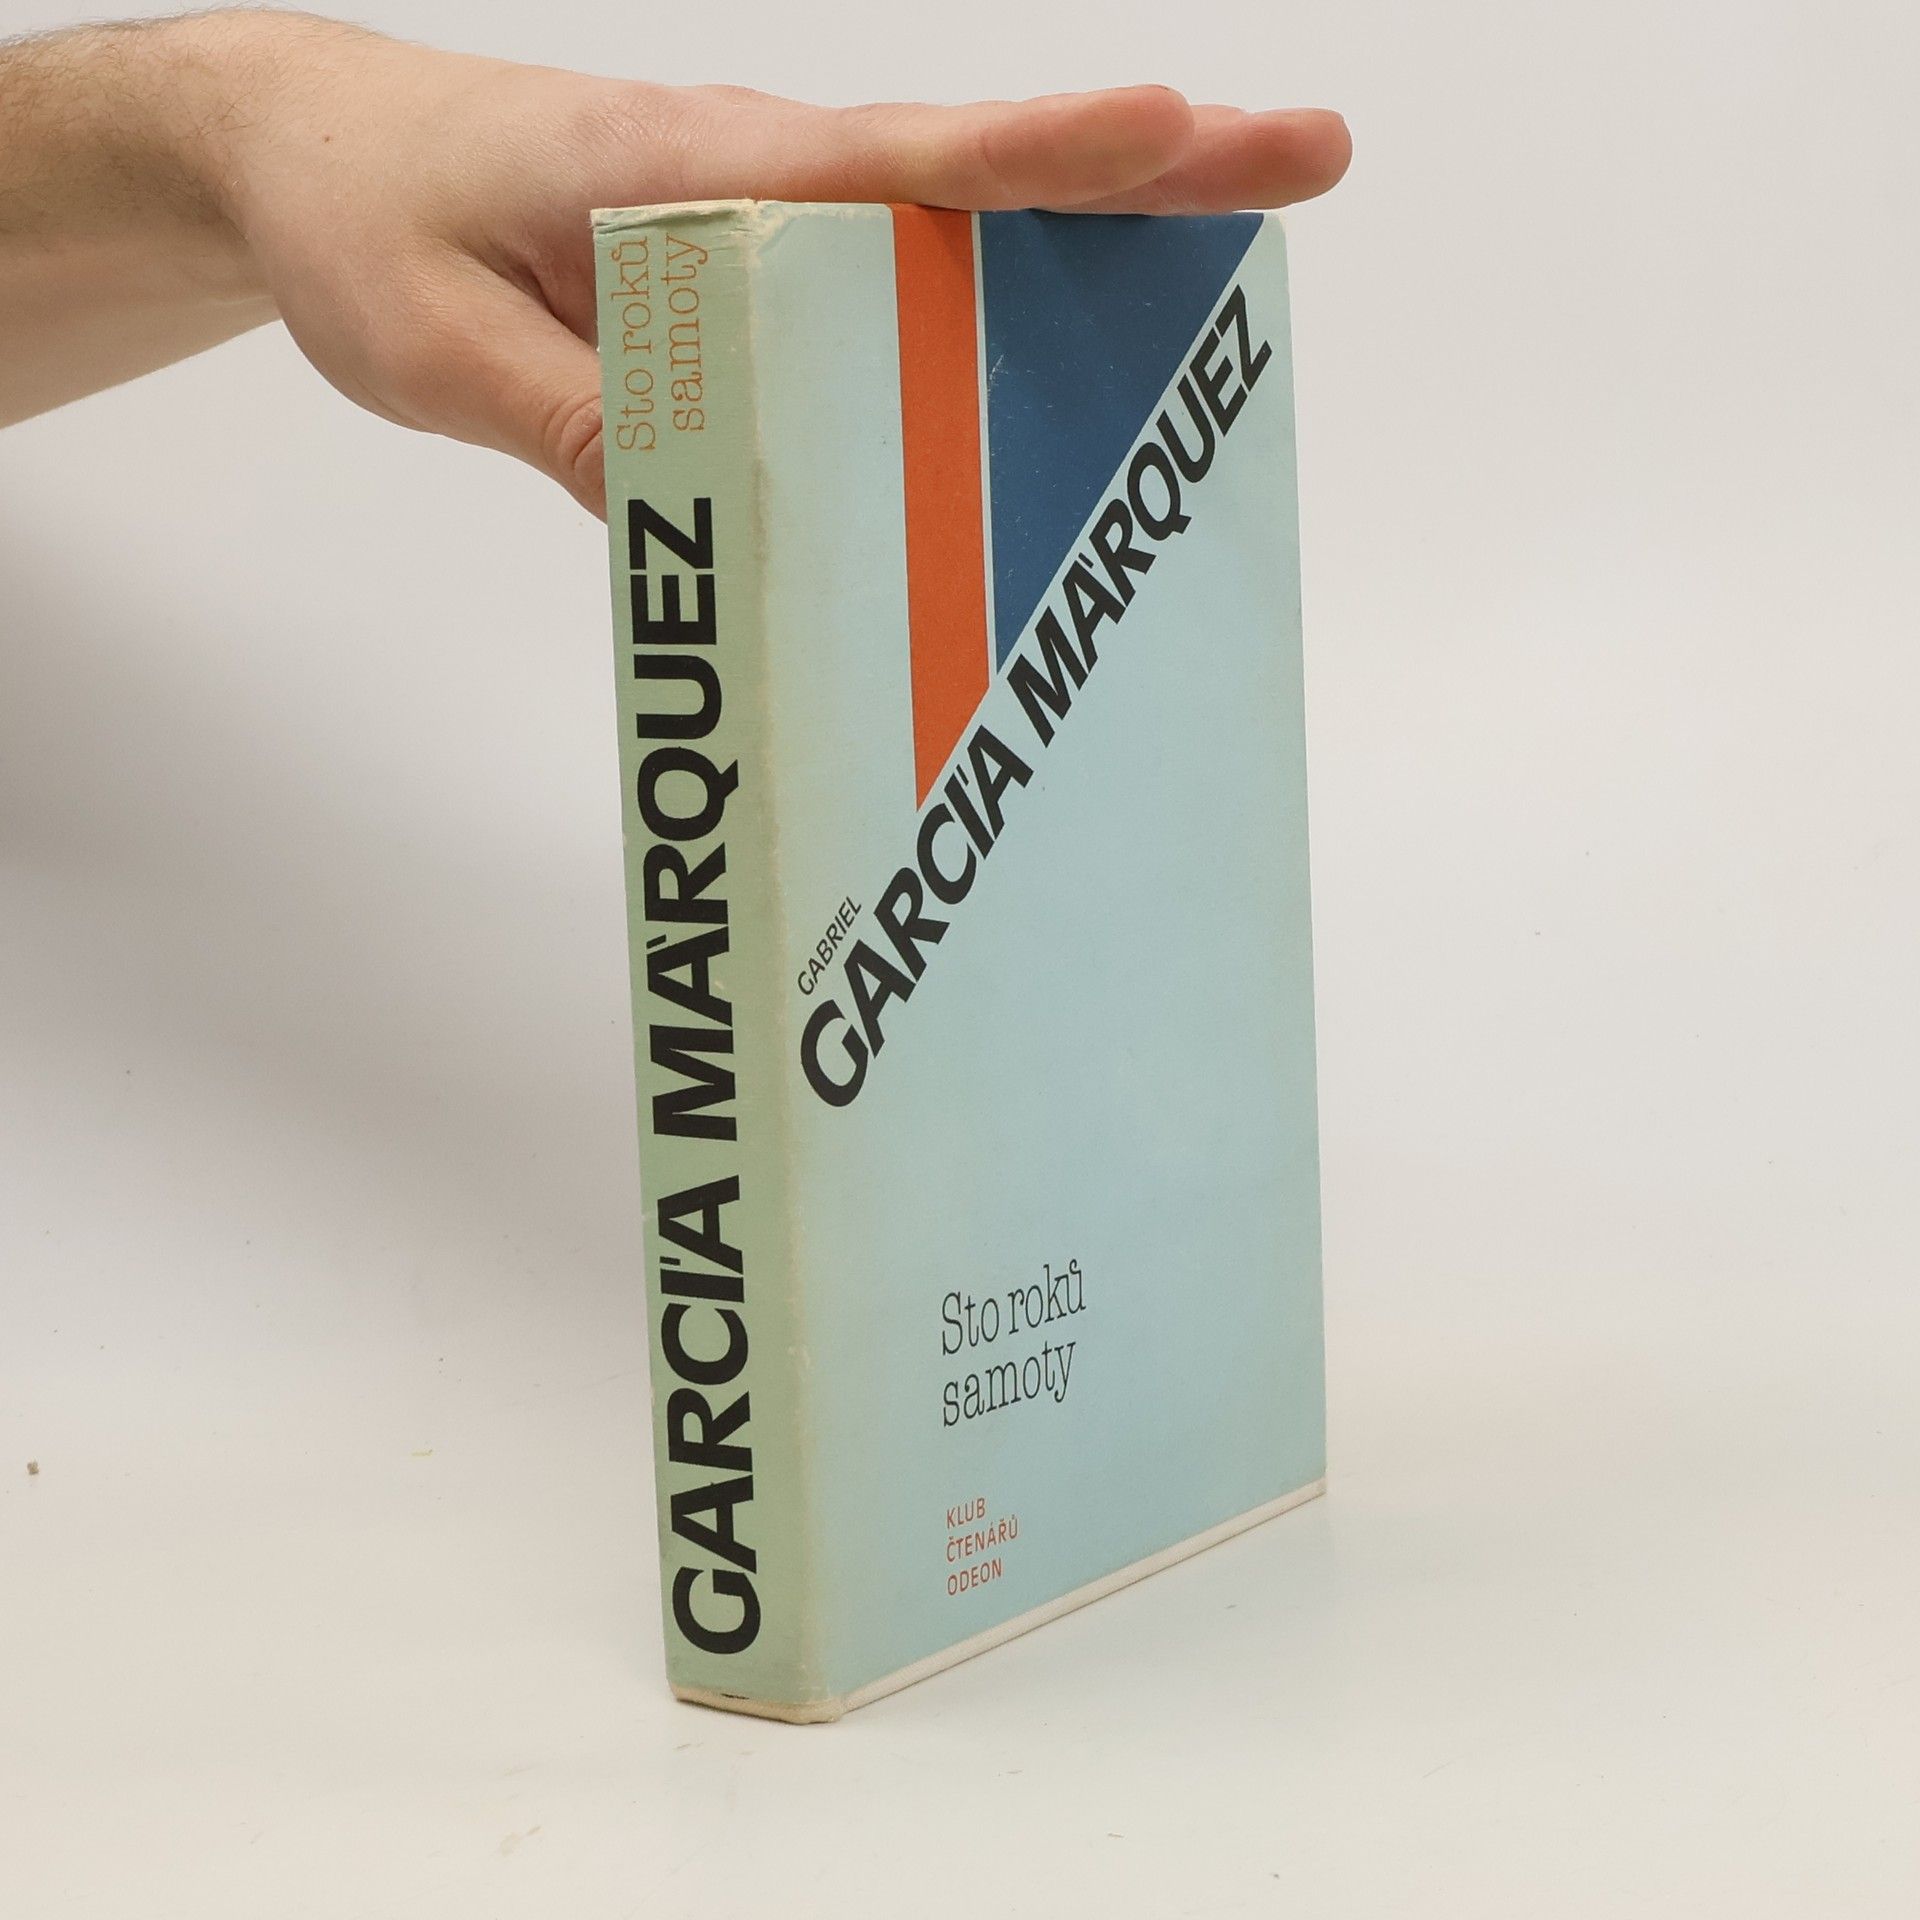 Sto roků
samoty
GARCÍA MÁRQUEZ
GABRIEL
GARCÍA MÁRQUEZ
Sto roků
samoty
KLUB
ČTENÁŘŮ
ODEON